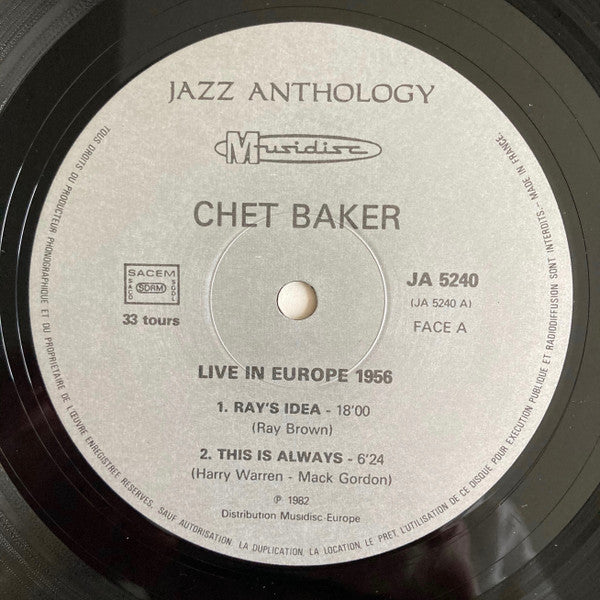 JAZZ ANTHOLOGY
Musidisc
CHET BAKER
SACEM
SACD
SDRM
SGDL
33 tours
JA 5240
(JA 5240 A)
FACE A
LIVE IN EUROPE 1956
1. RAY'S IDEA - 18'00
(Ray Brown)
2. THIS IS ALWAYS - 6'24
(Harry Warren - Mack Gordon)
℗ 1982
Distribution Musidisc-Europe
TOUS DROITS DU PRODUCTEUR PHONOGRAPHIQUE ET DU PROPRIETAIRE DE L'ŒUVRE ENREGISTREE RESERVES, SAUF AUTORISATION. LA DUPLICATION. LA LOCATION. LE PRET. L'UTILISATION DE CE DISQUE POUR EXECUTION PUBLIQUE ET RADIODIFFUSION SONT INTERDITS. - MADE IN FRANCE.